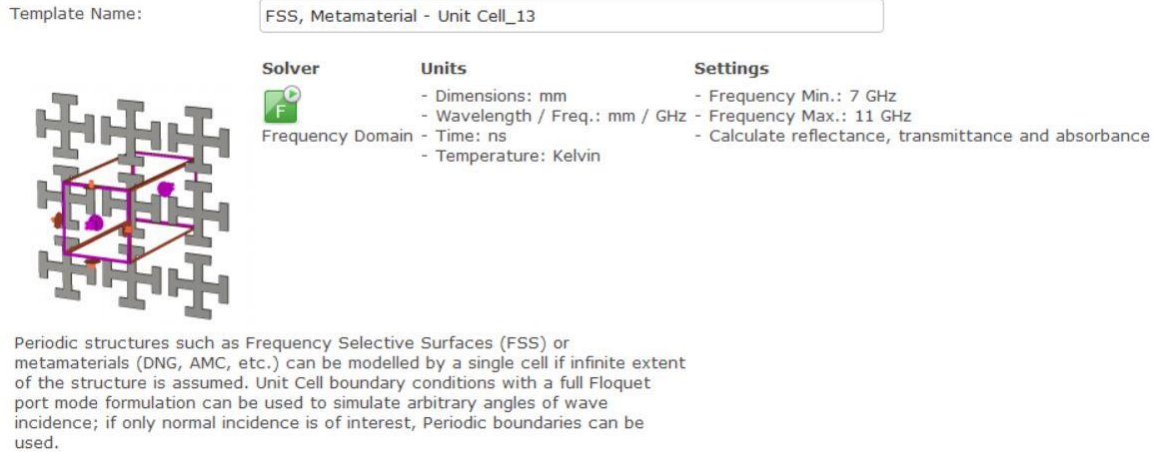 Template Name: FSS, Metamaterial - Unit Cell_13
Solver Units Settings
F - Dimensions: mm - Frequency Min.: 7 GHz
- Wavelength / Freq.: mm / GHz - Frequency Max.: 11 GHz
Frequency Domain - Time: ns - Calculate reflectance, transmittance and absorbance
- Temperature: Kelvin
Periodic structures such as Frequency Selective Surfaces (FSS) or
metamaterials (DNG, AMC, etc.) can be modelled by a single cell if infinite extent
of the structure is assumed. Unit Cell boundary conditions with a full Floquet
port mode formulation can be used to simulate arbitrary angles of wave
incidence; if only normal incidence is of interest, Periodic boundaries can be
used.